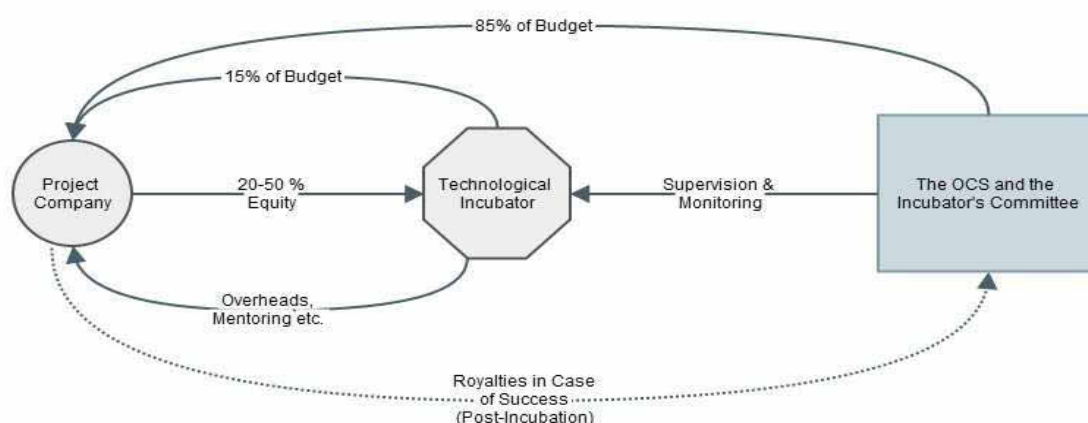 85% of Budget
15% of Budget
Project
Company
20-50 %
Equity
Technological
Incubator
Supervision &
Monitoring
The OCS and the
Incubator's Committee
Overheads,
Mentoring etc.
Royalties in Case
of Success
(Post-Incubation)